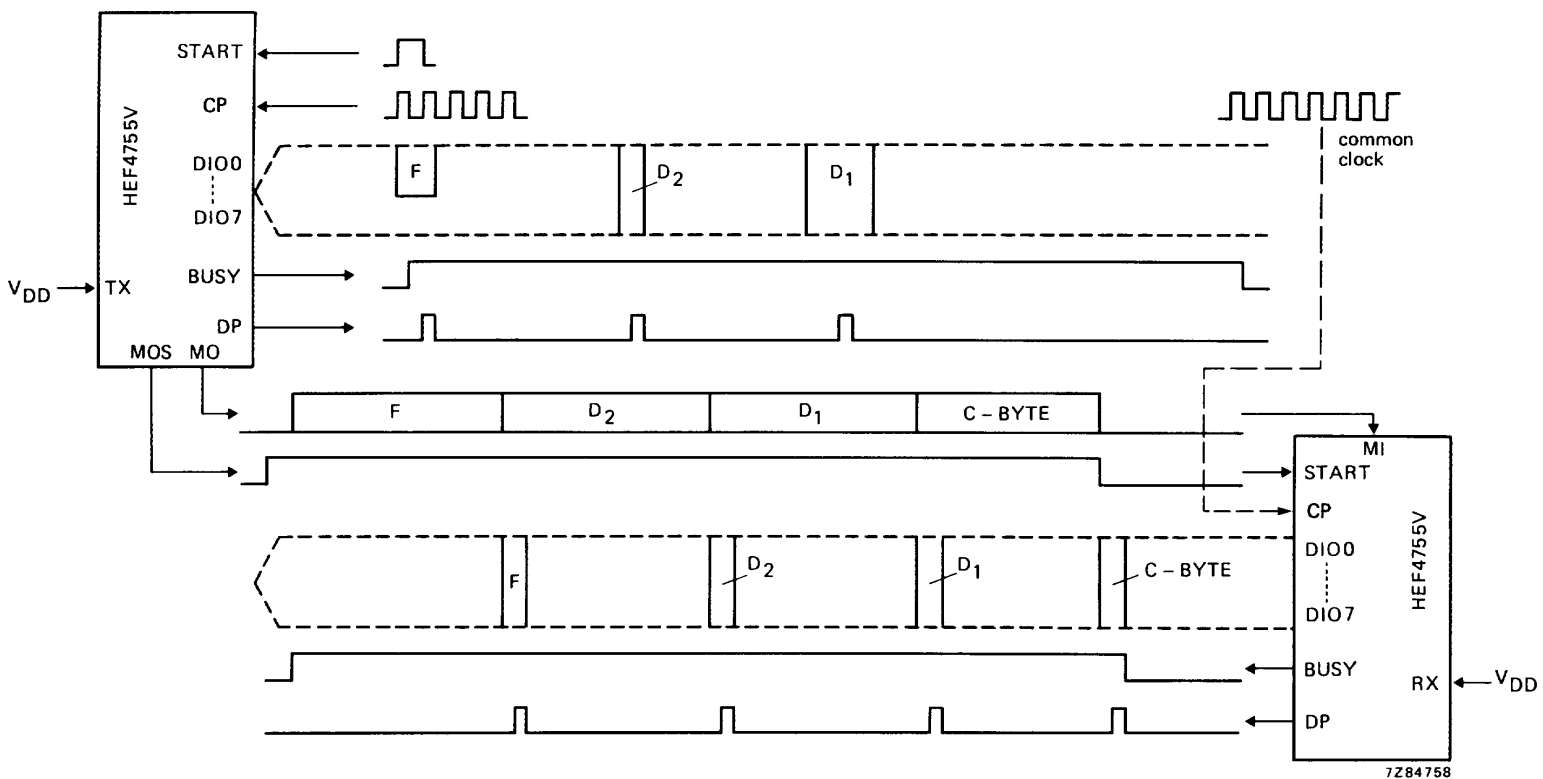 START
CP
HEF4755V
DIO0
DIO7
BUSY
VDD
TX
DP
MOS MO
F
D2
D1
common
clock
F
D2
D1
C-BYTE
MI
START
CP
DIO0
DIO7
HEF4755V
BUSY
RX
VDD
DP
F
D2
D1
C-BYTE
7Z84758